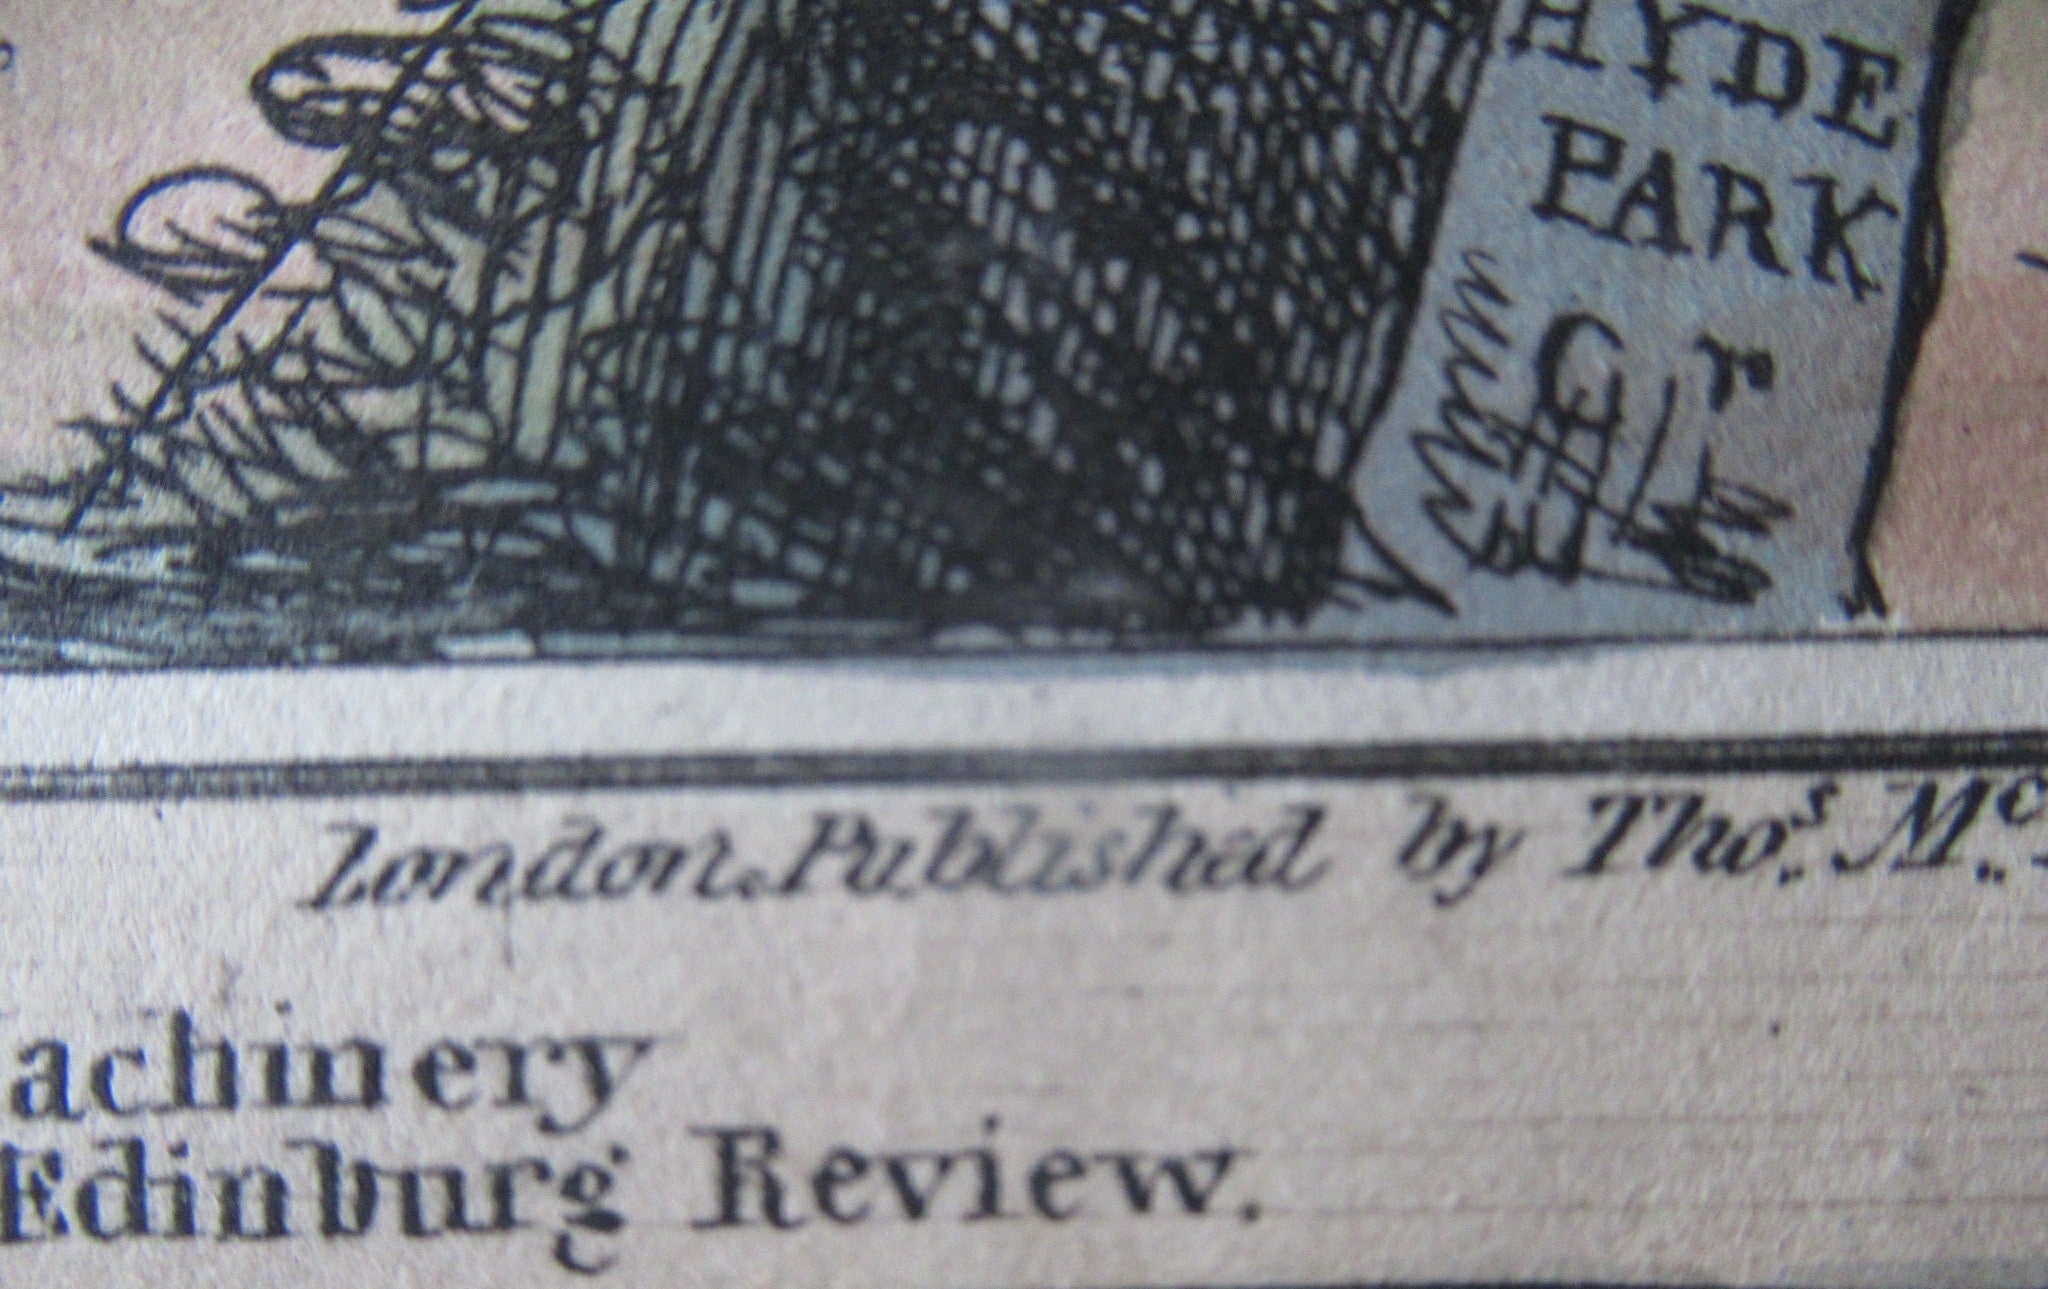 HYDE
PARK
Gr
London. Published by Thos. Mc
achinery
Edinburg Review.